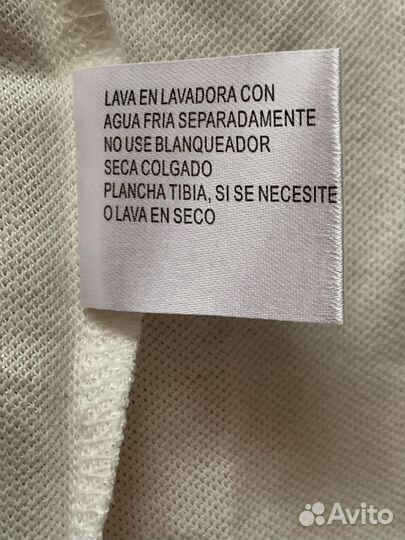 LAVA EN LAVADORA CON
AGUA FRIA SEPARADAMENTE
NO USE BLANQUEADOR
SECA COLGADO
PLANCHA TIBIA, SI SE NECESITE
O LAVA EN SECO
Avito